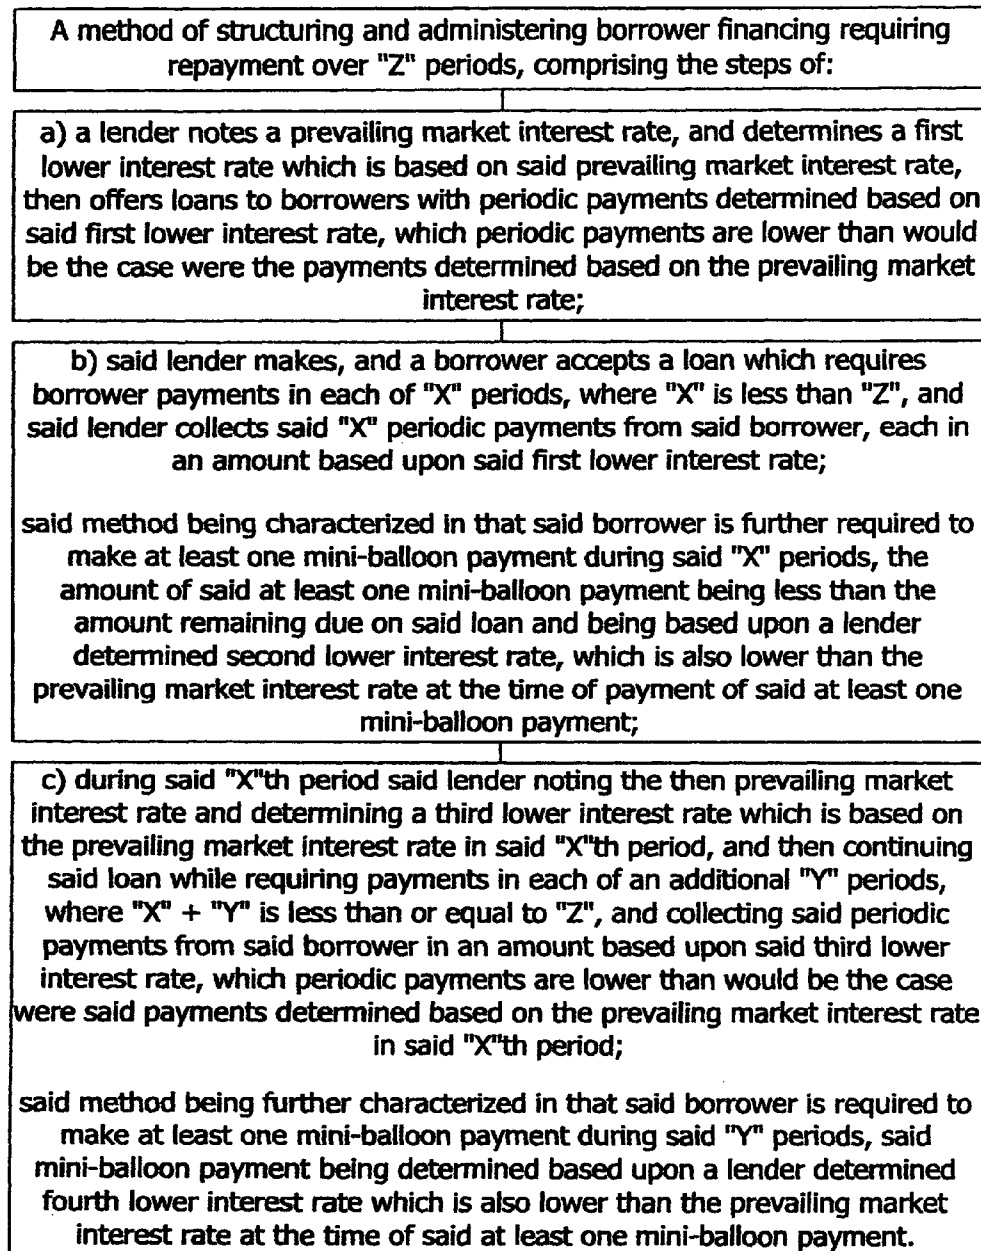 A method of structuring and administering borrower financing requiring
repayment over "Z" periods, comprising the steps of:
a) a lender notes a prevailing market interest rate, and determines a first
lower interest rate which is based on said prevailing market interest rate,
then offers loans to borrowers with periodic payments determined based on
said first lower interest rate, which periodic payments are lower than would
be the case were the payments determined based on the prevailing market
interest rate;
b) said lender makes, and a borrower accepts a loan which requires
borrower payments in each of "X" periods, where "X" is less than "Z", and
said lender collects said "X" periodic payments from said borrower, each in
an amount based upon said first lower interest rate;
said method being characterized in that said borrower is further required to
make at least one mini-balloon payment during said "X" periods, the
amount of said at least one mini-balloon payment being less than the
amount remaining due on said loan and being based upon a lender
determined second lower interest rate, which is also lower than the
prevailing market interest rate at the time of payment of said at least one
mini-balloon payment;
c) during said "X"th period said lender noting the then prevailing market
interest rate and determining a third lower interest rate which is based on
the prevailing market interest rate in said "X"th period, and then continuing
said loan while requiring payments in each of an additional "Y" periods,
where "X" + "Y" is less than or equal to "Z", and collecting said periodic
payments from said borrower in an amount based upon said third lower
interest rate, which periodic payments are lower than would be the case
were said payments determined based on the prevailing market interest rate
in said "X"th period;
said method being further characterized in that said borrower is required to
make at least one mini-balloon payment during said "Y" periods, said
mini-balloon payment being determined based upon a lender determined
fourth lower interest rate which is also lower than the prevailing market
interest rate at the time of said at least one mini-balloon payment.